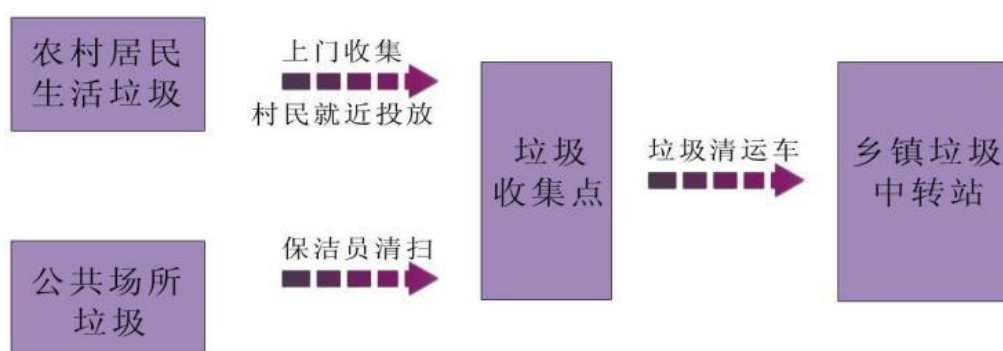 农村居民
生活垃圾
上门收集
村民就近投放
公共场所
垃圾
保洁员清扫
垃圾
收集点
垃圾清运车
乡镇垃圾
中转站